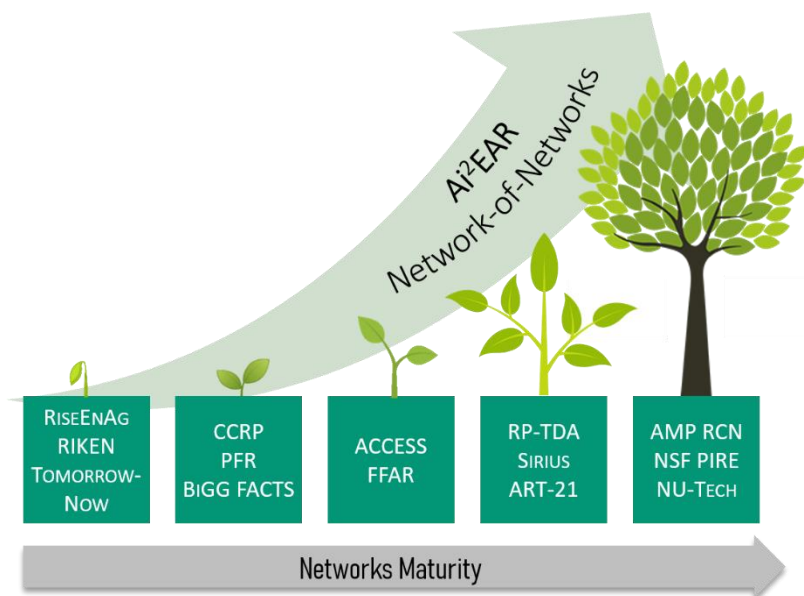 Ai²EAR
Network-of-Networks
RISEENAG
RIKEN
TOMORROW-
NOW
CCRP
PFR
BIGG FACTS
ACCESS
FFAR
RP-TDA
SIRIUS
ART-21
AMP RCN
NSF PIRE
NU-TECH
Networks Maturity